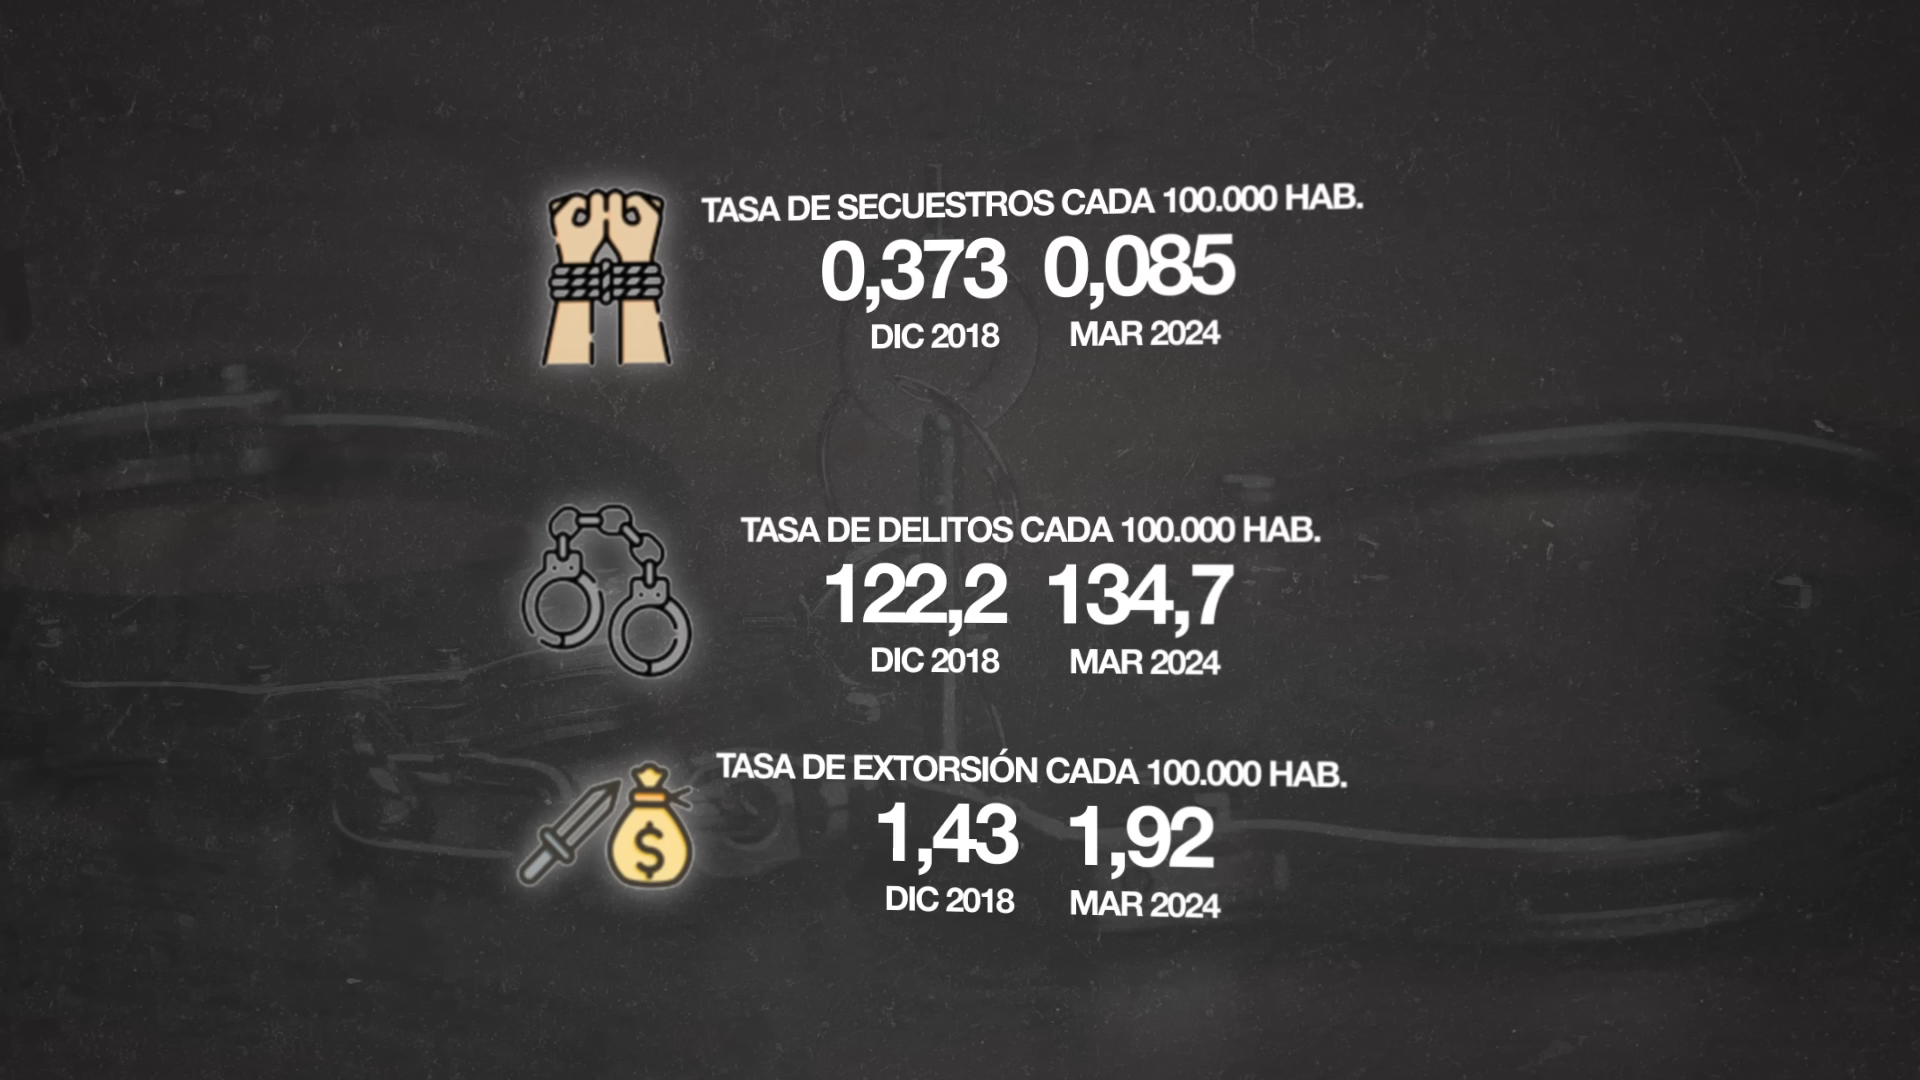 TASA DE SECUESTROS CADA 100.000 HAB.
0,373 0,085
DIC 2018 MAR 2024
TASA DE DELITOS CADA 100.000 HAB.
122,2 134,7
DIC 2018 MAR 2024
TASA DE EXTORSIÓN CADA 100.000 HAB.
$
1,43 1,92
DIC 2018 MAR 2024